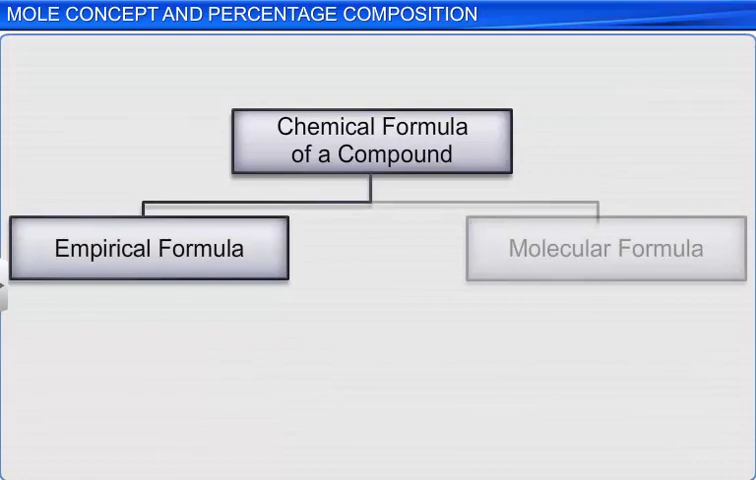 MOLE CONCEPT AND PERCENTAGE COMPOSITION
Chemical Formula
of a Compound
Empirical Formula
Molecular Formula